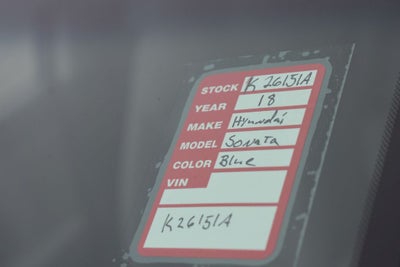 STOCK K26151A
YEAR 18
MAKE Hyundai
MODEL Sonata
COLOR Blue
VIN
K26151A